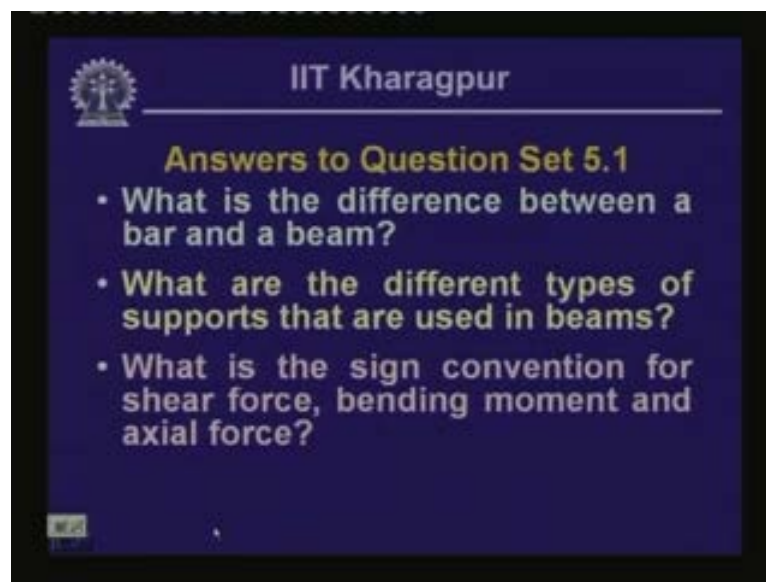 IIT Kharagpur
Answers to Question Set 5.1
• What is the difference between a
bar and a beam?
• What are the different types of
supports that are used in beams?
• What is the sign convention for
shear force, bending moment and
axial force?